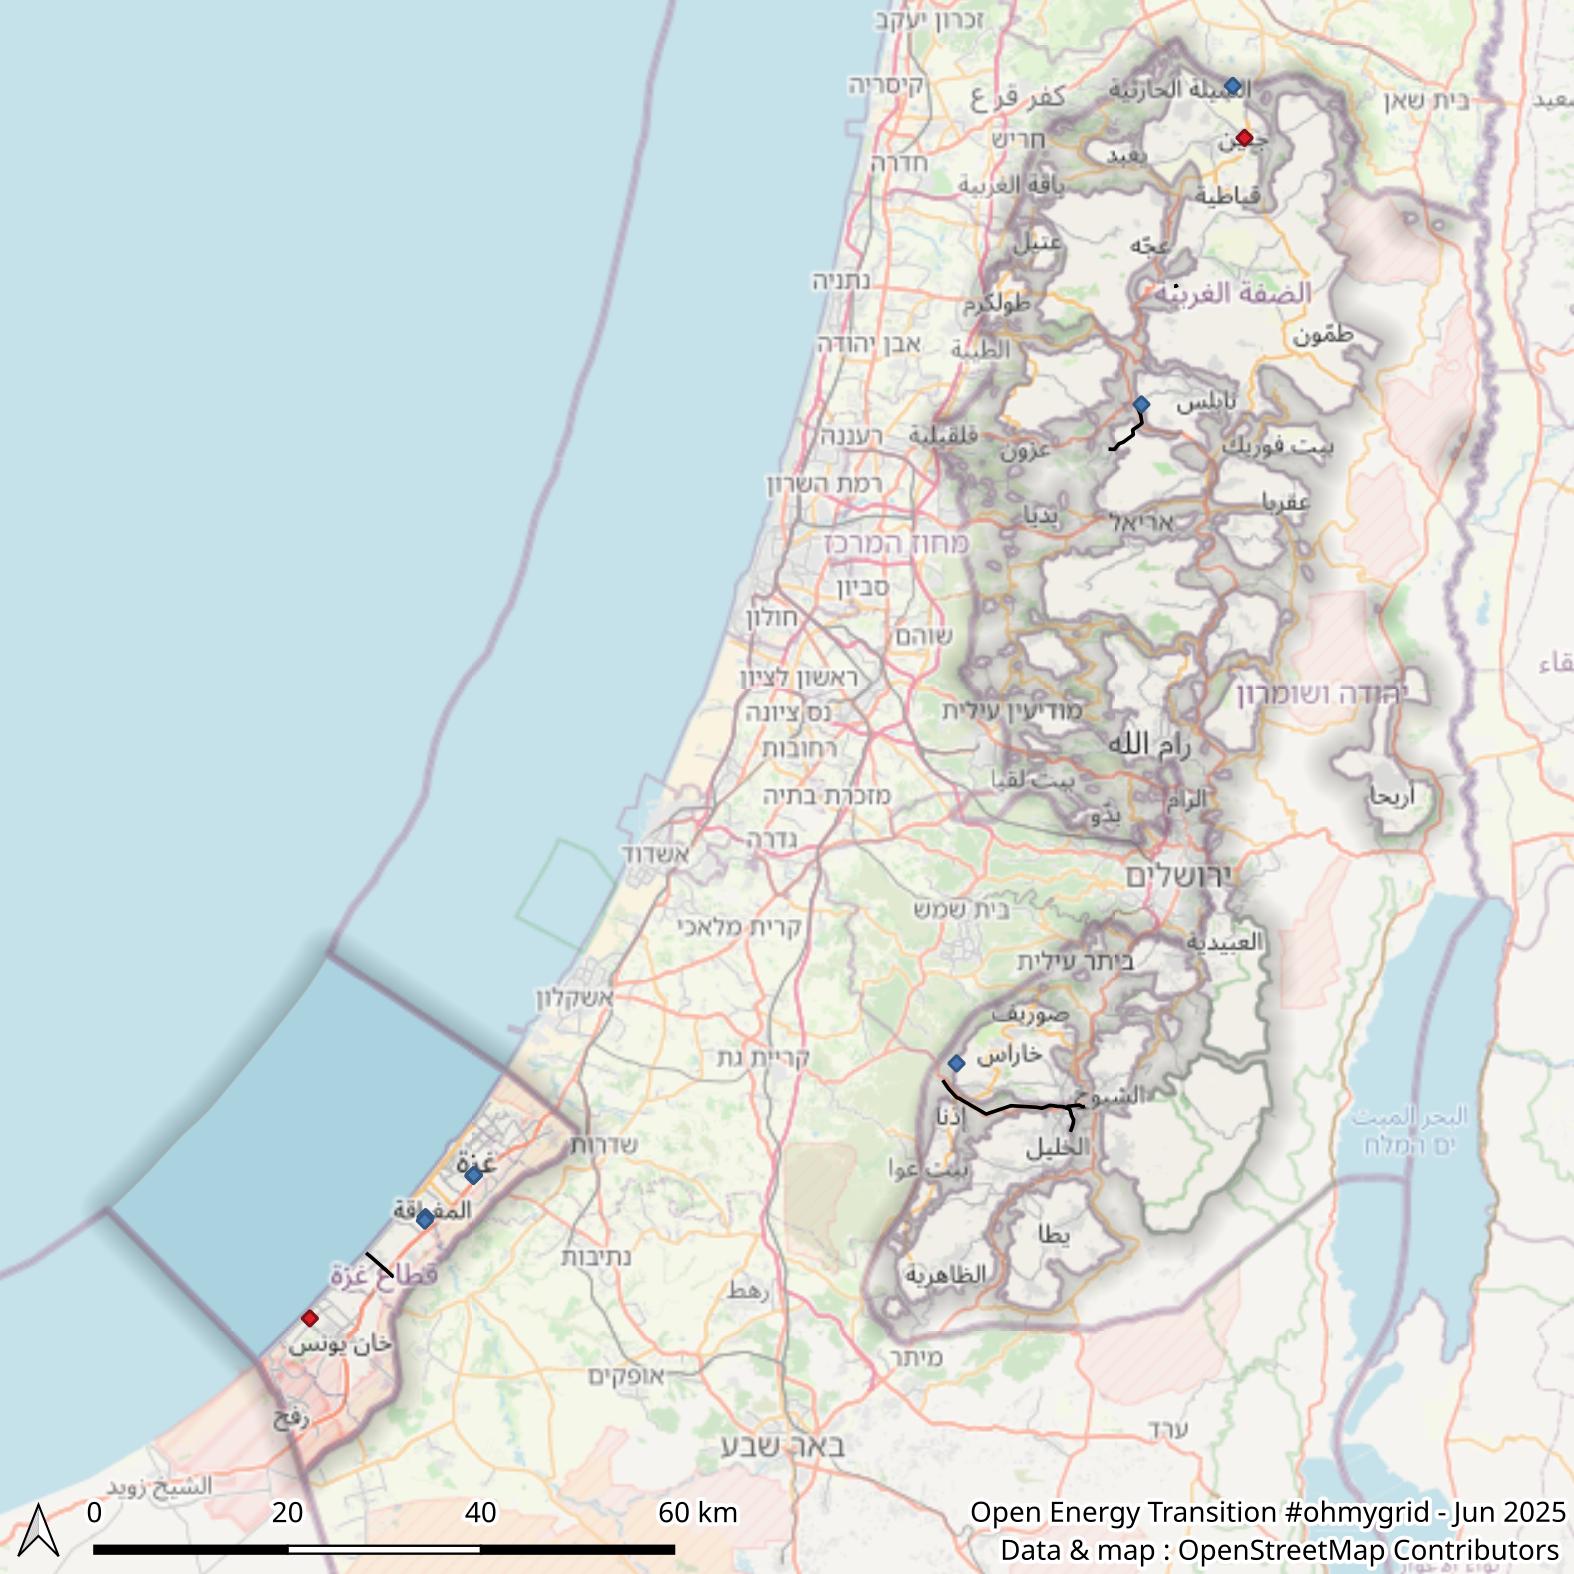 זכרון יעקב
קיסריה
כפר קרע
السيلة الحارثية
בית שאן
חריש
جنين
חדרה
يعبد
باقة الغربية
قباطية
عتيل
عجّه
נתניה
الضفة الغربية
طولكرم
طمّون
אבן יהודה
الطيبة
نابلس
רעננה
قلقيلية
عزون
بيت فوريك
רמת השרון
عقربا
بديا
אריאל
מחוז המרכז
סביון
חולון
שוהם
ראשון לציון
יהודה ושומרון
נס ציונה
מודיעין עילית
רחובות
رام الله
بيت لقيا
מזכרת בתיה
الرام
أريحا
بدّو
גדרה
אשדוד
ירושלים
בית שמש
קרית מלאכי
العبيدية
ביתר עילית
אשקלון
صوريف
קריית גת
خاراس
الشيوخ
إذنا
البحر الميت
ים המלח
שדרות
الخليل
غزة
بيت عوا
المغراقة
يطا
נתיבות
قطاع غزة
الظاهرية
רהט
خان يونس
מיתר
אופקים
رفح
ערד
באר שבע
الشيخ زويد
0 20 40 60 km
Open Energy Transition #ohmygrid - Jun 2025
Data & map : OpenStreetMap Contributors